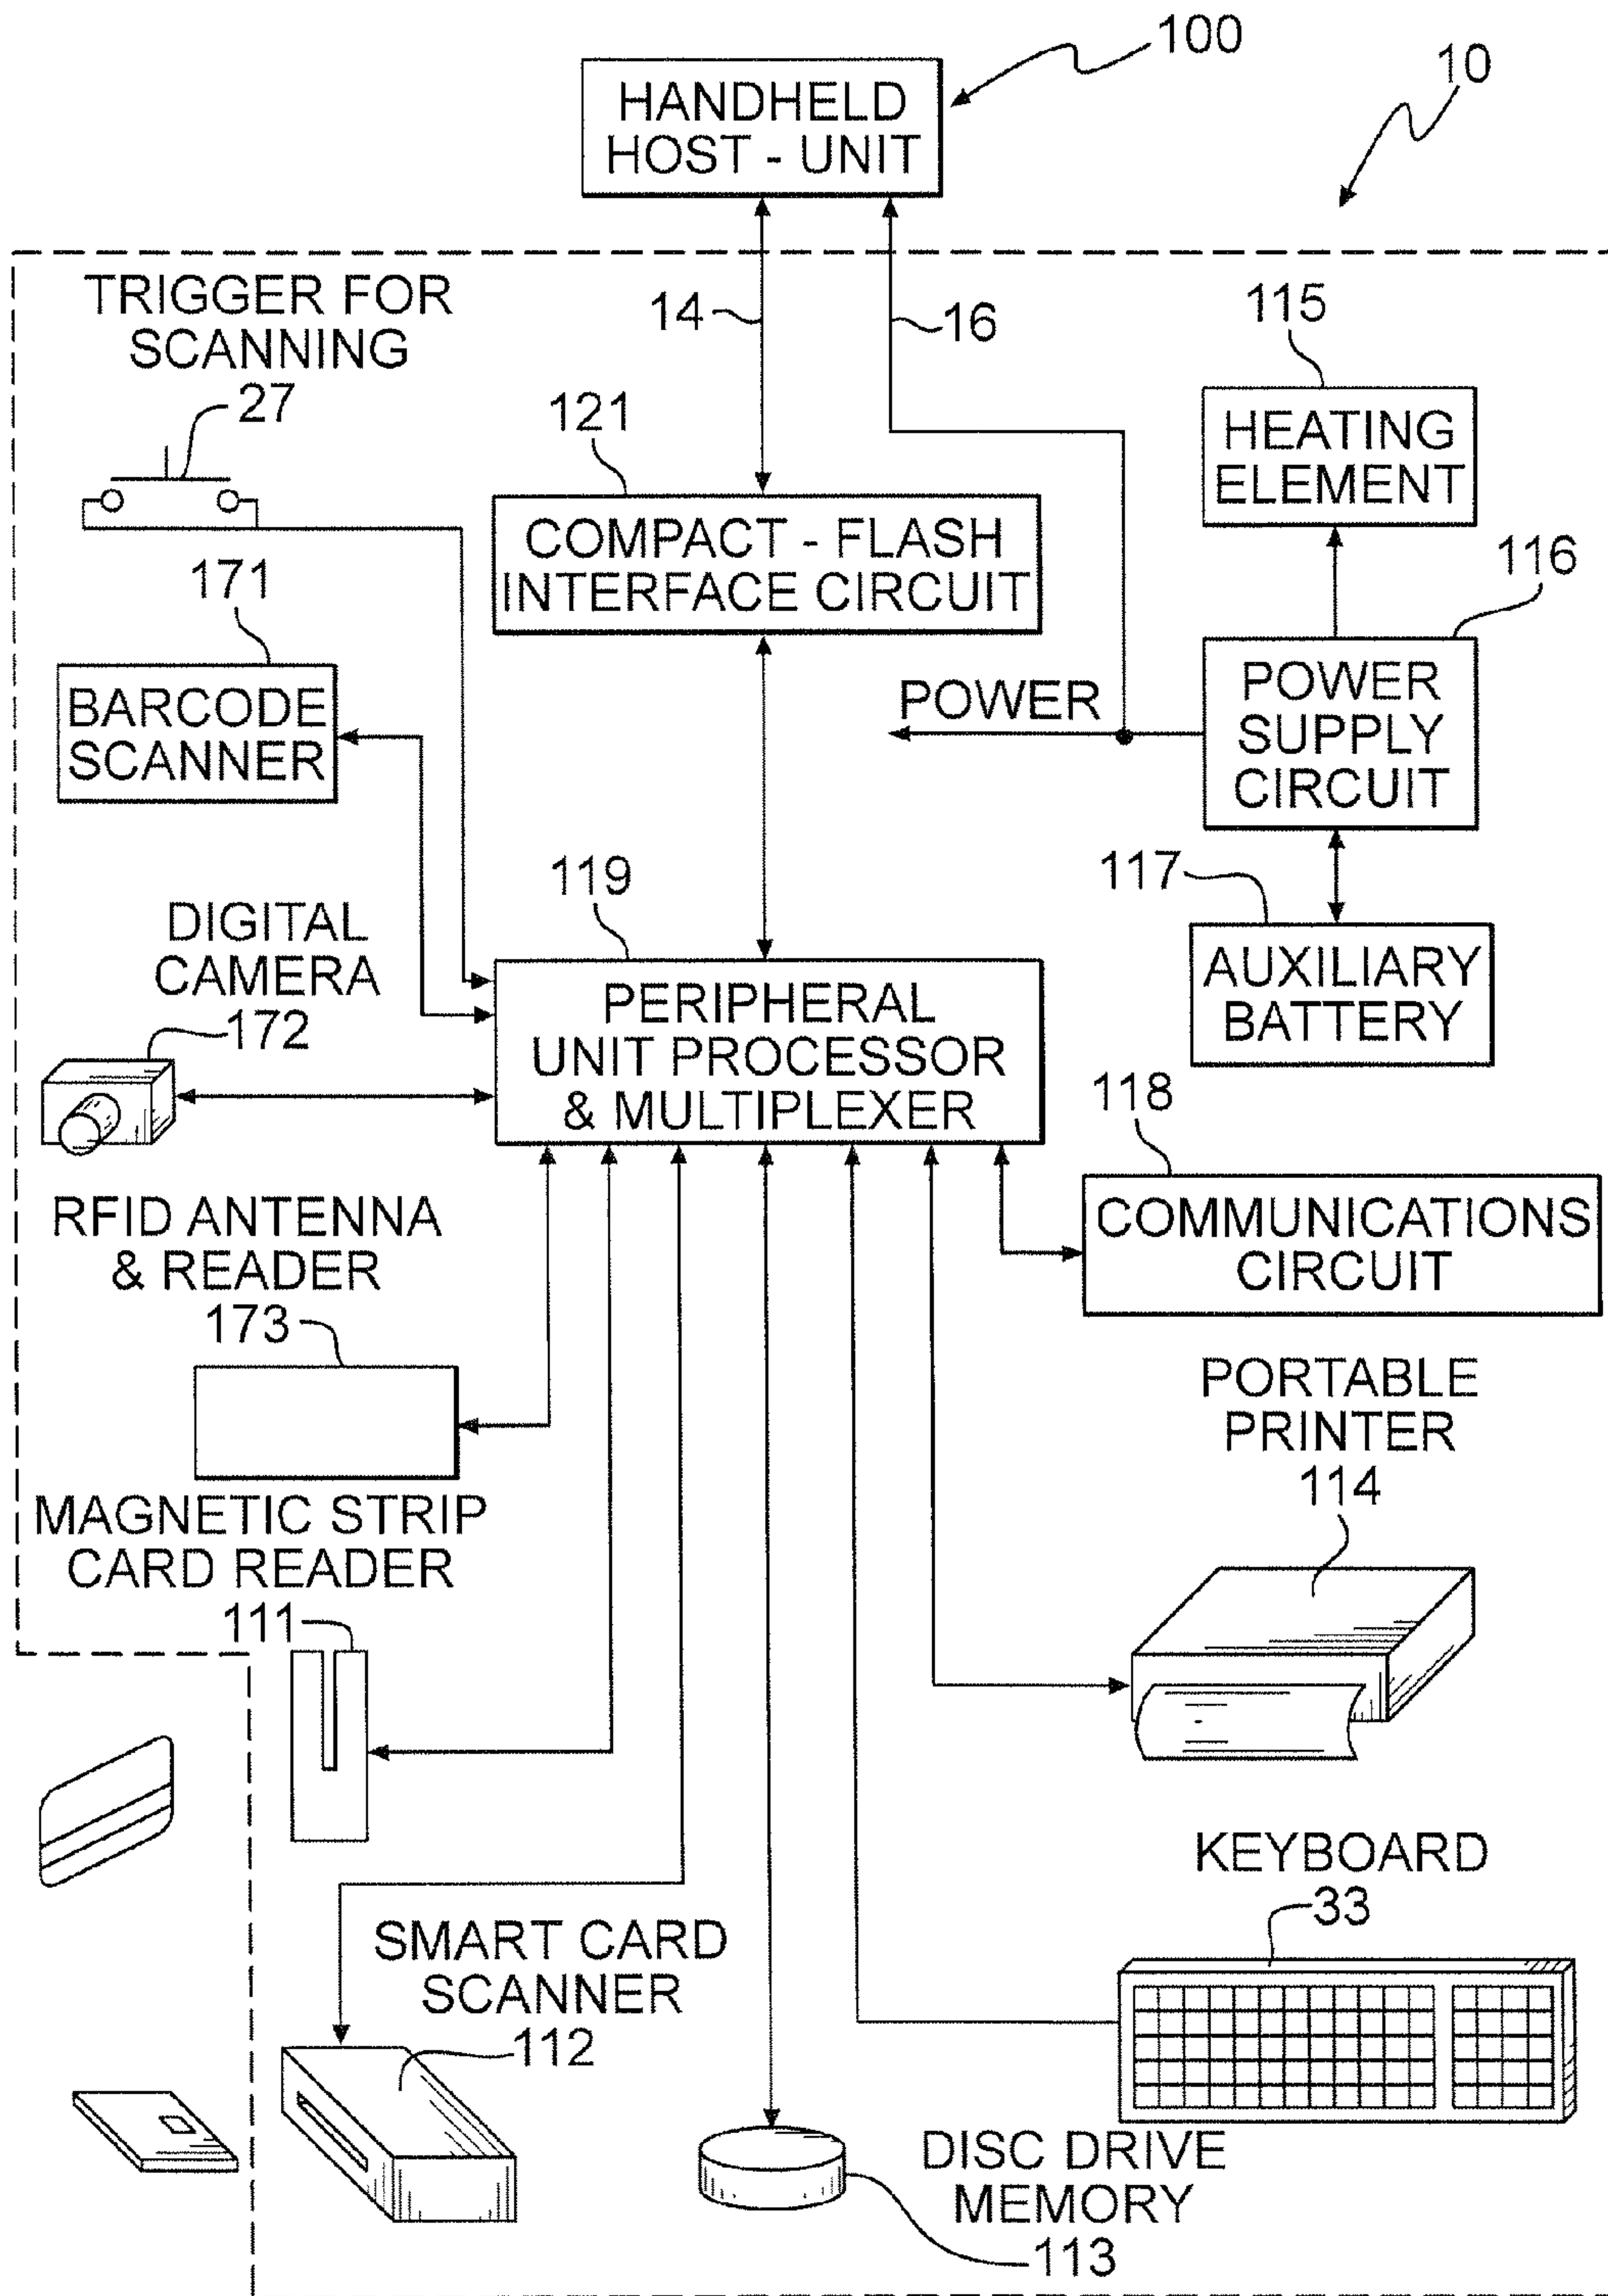 100
10
HANDHELD
HOST - UNIT
TRIGGER FOR
SCANNING
27
14
16
115
HEATING
ELEMENT
121
COMPACT - FLASH
INTERFACE CIRCUIT
116
171
BARCODE
SCANNER
POWER
POWER
SUPPLY
CIRCUIT
117
AUXILIARY
BATTERY
119
DIGITAL
CAMERA
172
PERIPHERAL
UNIT PROCESSOR
& MULTIPLEXER
118
COMMUNICATIONS
CIRCUIT
RFID ANTENNA
& READER
173
PORTABLE
PRINTER
114
MAGNETIC STRIP
CARD READER
111
KEYBOARD
33
SMART CARD
SCANNER
112
DISC DRIVE
MEMORY
113